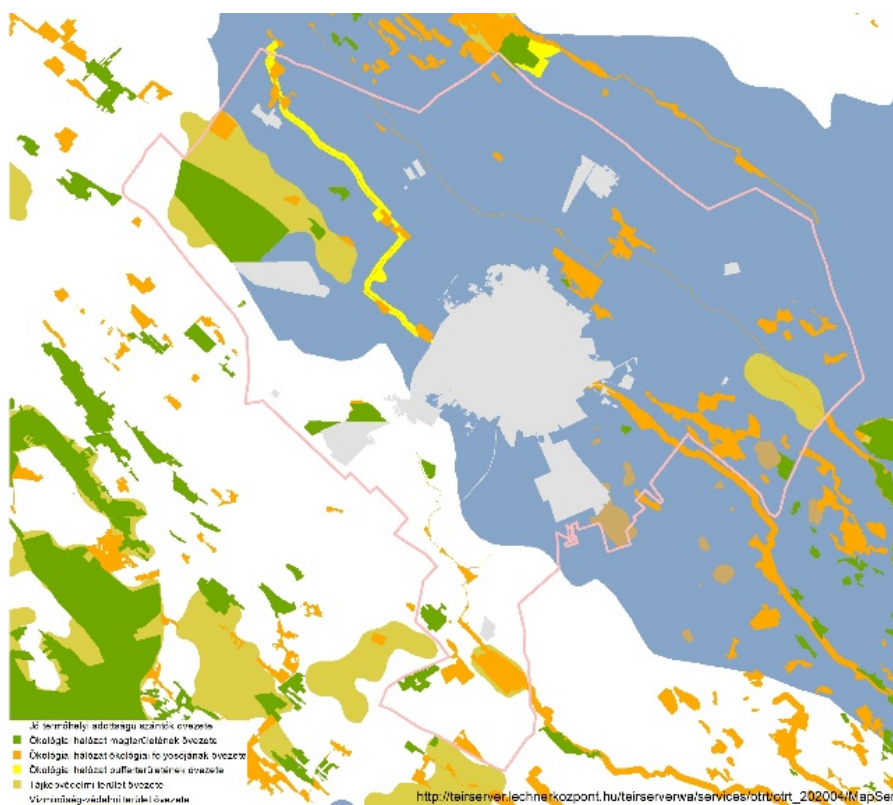 Jó termőhelyi adottságú szántók övezete
Ökológiai hálózat magterületének övezete
Ökológiai hálózat ökológiai folyosójának övezete
Ökológiai hálózat pufferterületének övezete
Tájképvédelmi terület övezete
Vízminőség-védelmi terület övezete
http://teirserver.lechnerkozpont.hu/teirserverwa/services/otrt/otrt_202004/MapSe